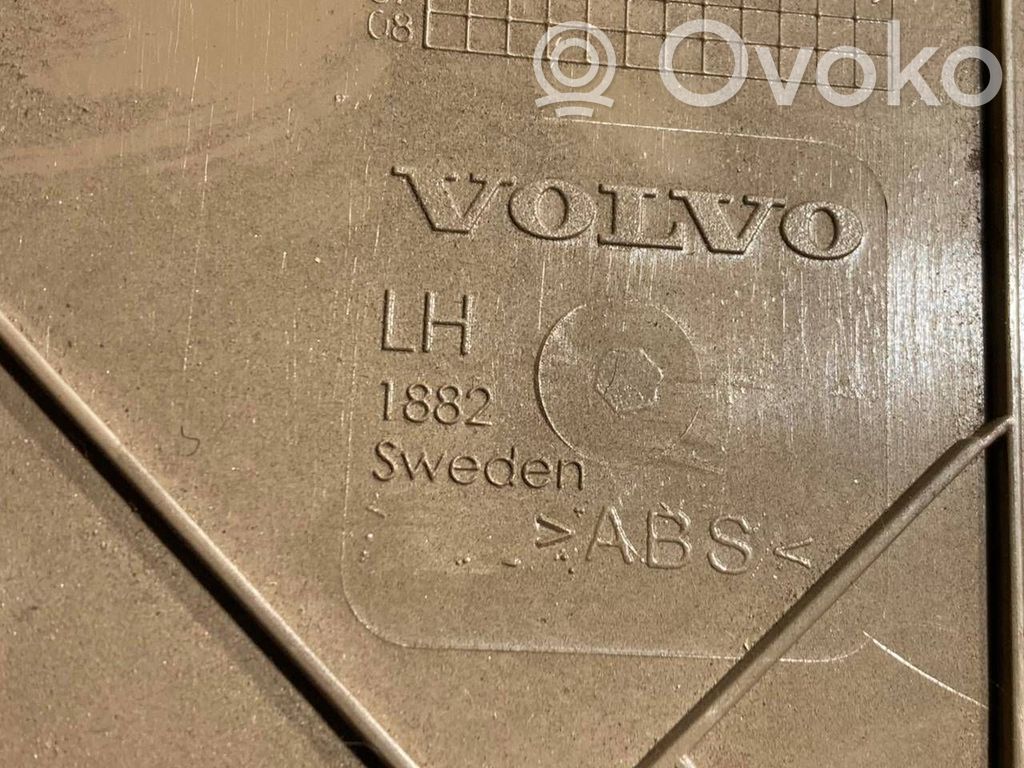 08
Ovoko
VOLVO
LH
1882
Sweden
>ABS<